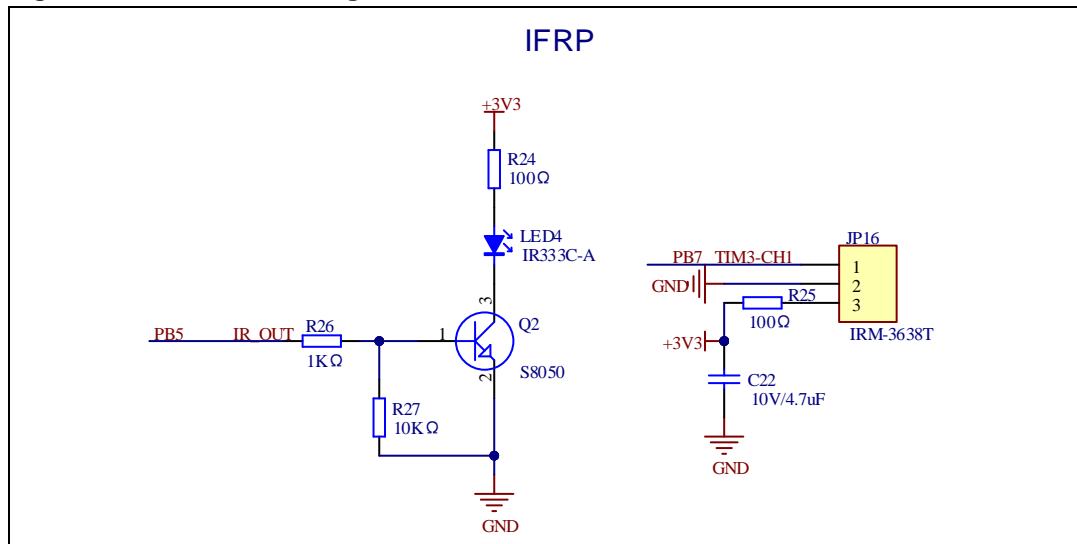 IFRP
+3V3
R24
100Ω
LED4
IR333C-A
3
Q2
1
S8050
2
PB5 IR_OUT R26
1KΩ
R27
10KΩ
GND
JP16
PB7 TIM3-CH1 1
GND 2
R25 3
100Ω
IRM-3638T
+3V3
C22
10V/4.7uF
GND